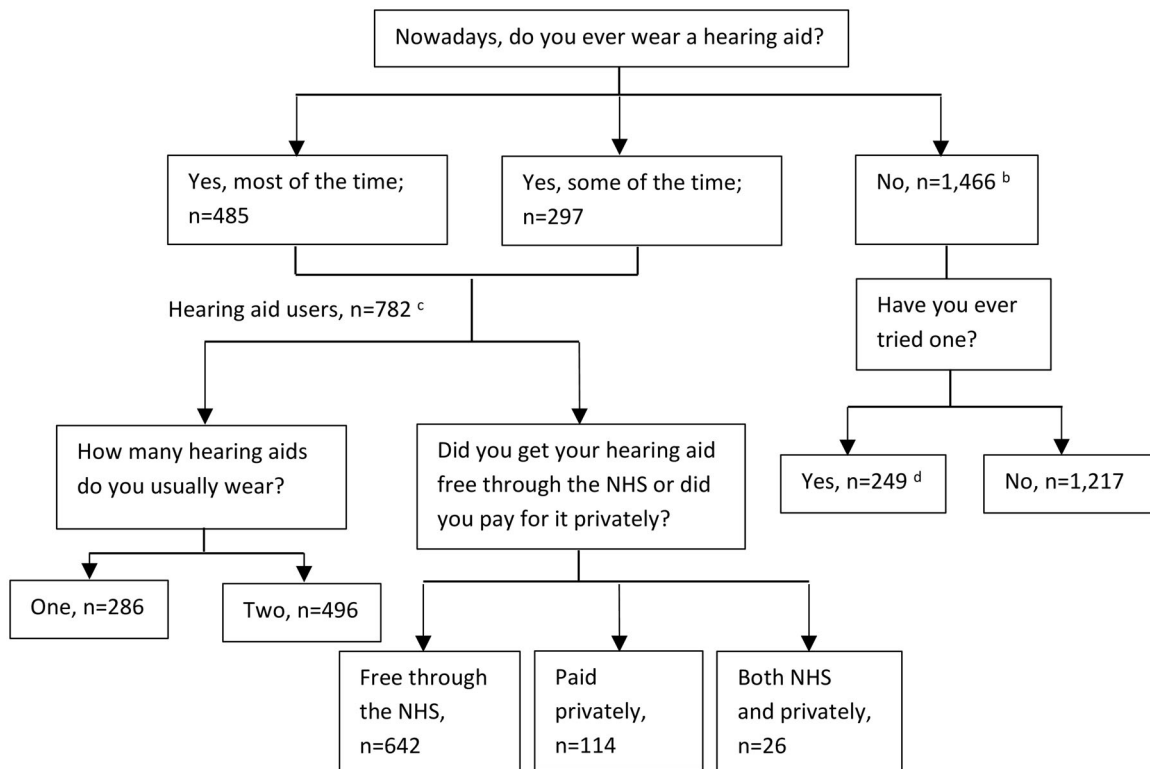 Nowadays, do you ever wear a hearing aid?
Yes, most of the time;
n=485
Yes, some of the time;
n=297
No, n=1,466 b
Hearing aid users, n=782 c
Have you ever
tried one?
How many hearing aids
do you usually wear?
Did you get your hearing aid
free through the NHS or did
you pay for it privately?
Yes, n=249 d
No, n=1,217
One, n=286
Two, n=496
Free through
the NHS,
n=642
Paid
privately,
n=114
Both NHS
and privately,
n=26